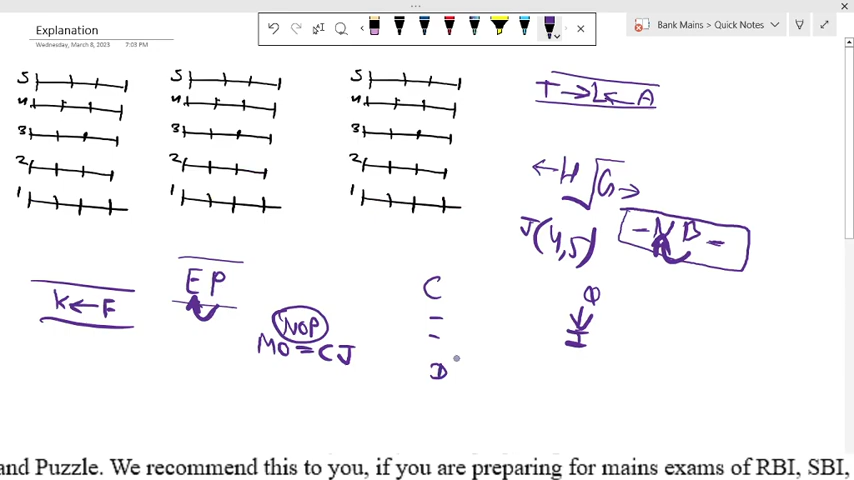 Bank Mains > Quick Notes
Explanation
Wednesday, March 8, 2023 7:03 PM
5 5 5
4 4 4
3 3 3
2 2 2
1 1 1
T → L ← A
← H G →
J(4,5)
- N B -
K ← F
E P
NOP
MO = CJ
C
-
-
D
Q
↓
I
and Puzzle. We recommend this to you, if you are preparing for mains exams of RBI, SBI,